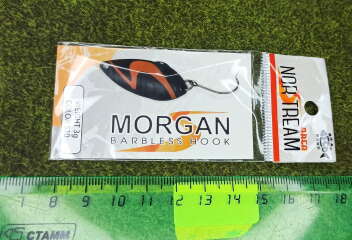 MORGAN
BARBLESS HOOK
NORSTREAM
7 8 9 10 11 12 13 14 15 16 17 18
СТАММ